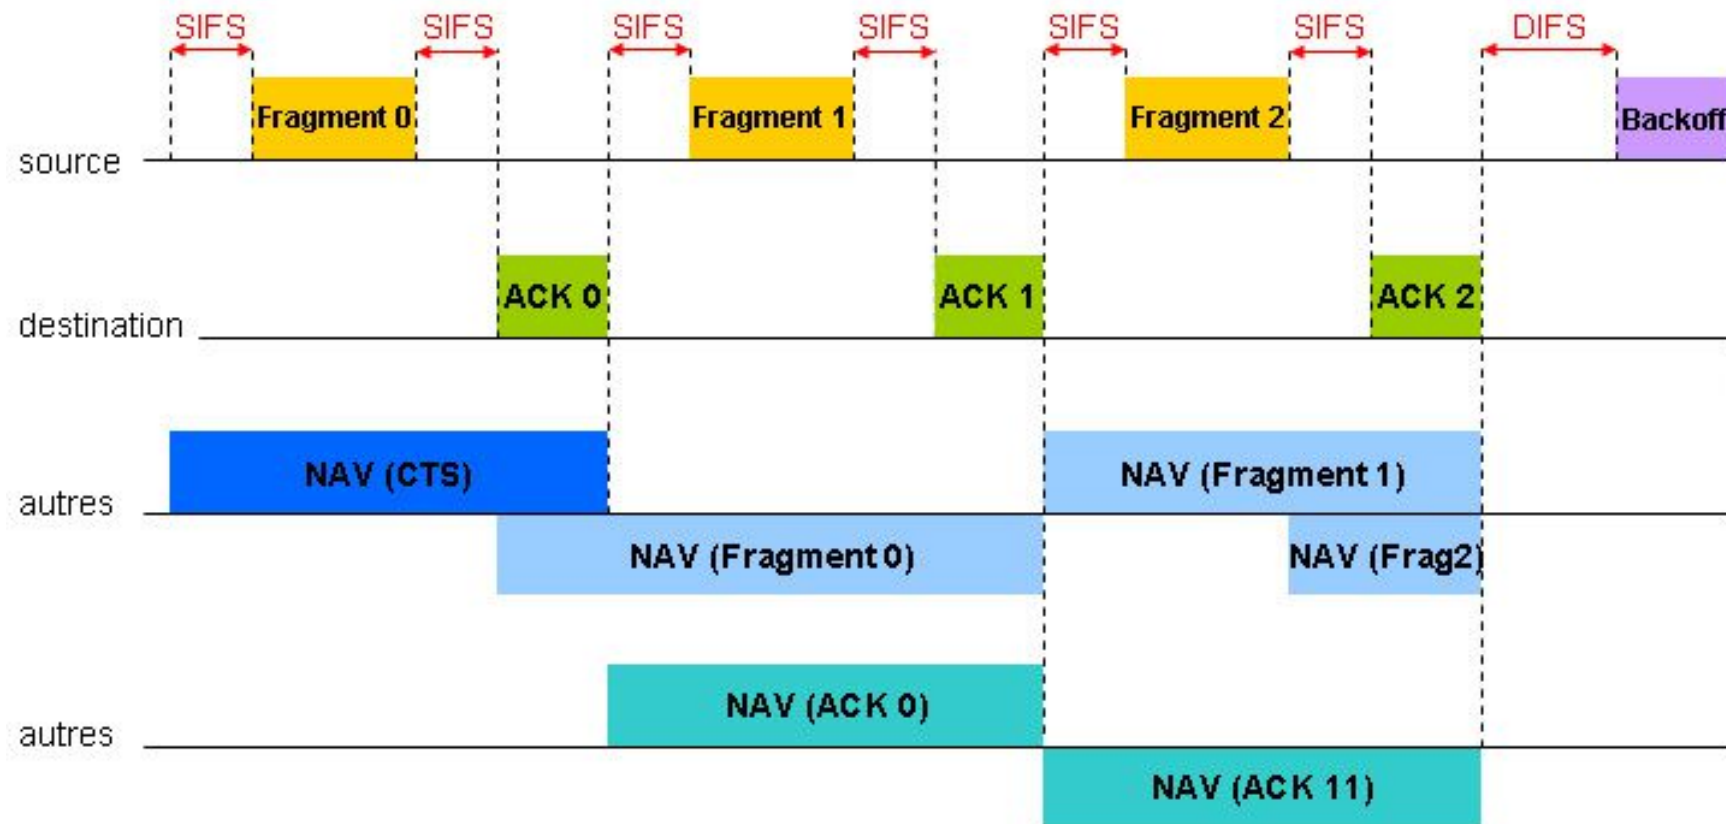 SIFS SIFS SIFS SIFS SIFS SIFS DIFS
Fragment 0 Fragment 1 Fragment 2 Backoff
source
ACK 0 ACK 1 ACK 2
destination
NAV (CTS) NAV (Fragment 1)
autres
NAV (Fragment 0) NAV (Frag2)
NAV (ACK 0)
autres
NAV (ACK 11)